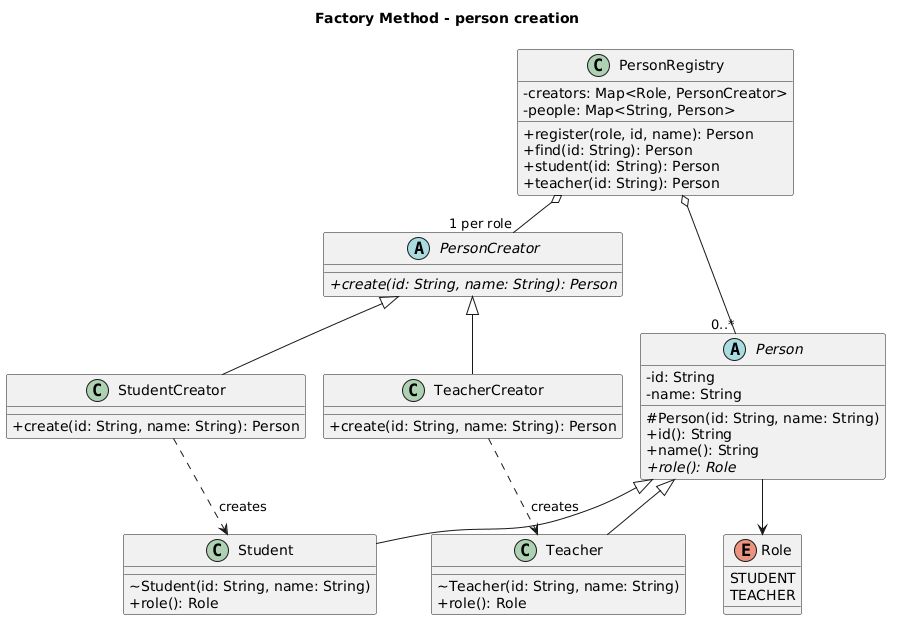 Factory Method - person creation
C PersonRegistry
-creators: Map<Role, PersonCreator>
-people: Map<String, Person>
+register(role, id, name): Person
+find(id: String): Person
+student(id: String): Person
+teacher(id: String): Person
1 per role
A PersonCreator
+create(id: String, name: String): Person
0..*
A Person
-id: String
-name: String
#Person(id: String, name: String)
+id(): String
+name(): String
+role(): Role
C StudentCreator
+create(id: String, name: String): Person
C TeacherCreator
+create(id: String, name: String): Person
creates
creates
C Student
~Student(id: String, name: String)
+role(): Role
C Teacher
~Teacher(id: String, name: String)
+role(): Role
E Role
STUDENT
TEACHER